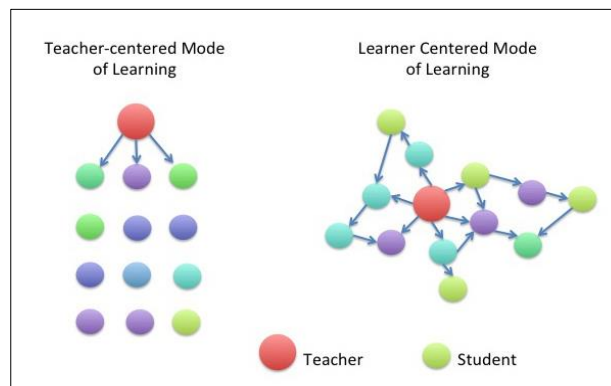 Teacher-centered Mode
of Learning
Learner Centered Mode
of Learning
Teacher
Student